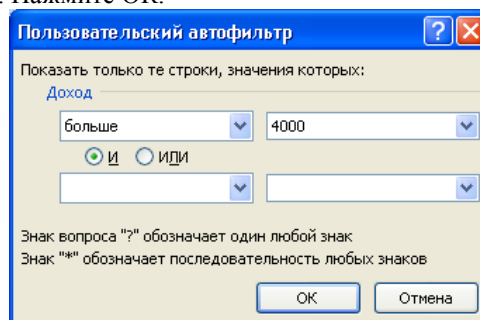 . Нажмите ОК.
Пользовательский автофильтр
Показать только те строки, значения которых:
Доход
больше 4000
И ИЛИ
Знак вопроса "?" обозначает один любой знак
Знак "*" обозначает последовательность любых знаков
ОК Отмена